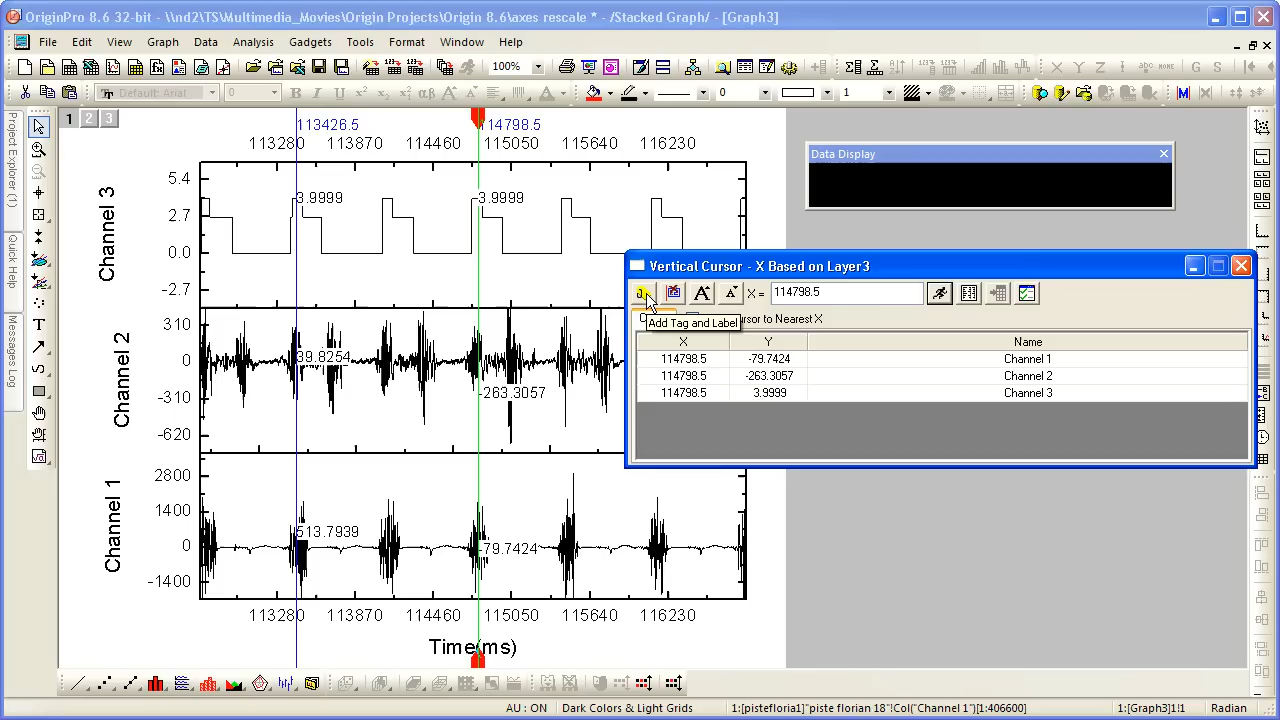 OriginPro 8.6 32-bit - \\nd2\TS\Multimedia_Movies\Origin Projects\Origin 8.6\axes rescale * - /Stacked Graph/ - [Graph3]
File Edit View Graph Data Analysis Gadgets Tools Format Window Help
100%
Default: Arial 0 B I U 0 1
1 2 3
113426.5 114798.5
113280 113870 114460 115050 115640 116230
Data Display
Project Explorer (1)
Quick Help
Messages Log
Channel 3
5.4
2.7
0.0
-2.7
3.9999 3.9999
Vertical Cursor - X Based on Layer3
X = 114798.5
Cursor to Nearest X
Add Tag and Label
X Y Name
114798.5 -79.7424 Channel 1
114798.5 -263.3057 Channel 2
114798.5 3.9999 Channel 3
Channel 2
310
0
-310
-620
39.8254
-263.3057
Channel 1
2800
1400
0
-1400
513.7939
-79.7424
113280 113870 114460 115050 115640 116230
Time(ms)
AU : ON Dark Colors & Light Grids 1:[pistefloria1]"piste florian 18"!Col("Channel 1")[1:406600] 1:[Graph3]1!1 Radian